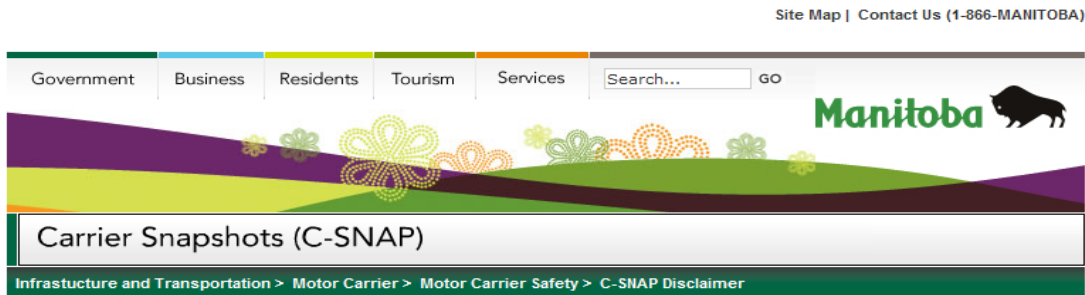 Site Map | Contact Us (1-866-MANITOBA)
Government Business Residents Tourism Services Search... GO
Manitoba
Carrier Snapshots (C-SNAP)
Infrastucture and Transportation > Motor Carrier > Motor Carrier Safety > C-SNAP Disclaimer